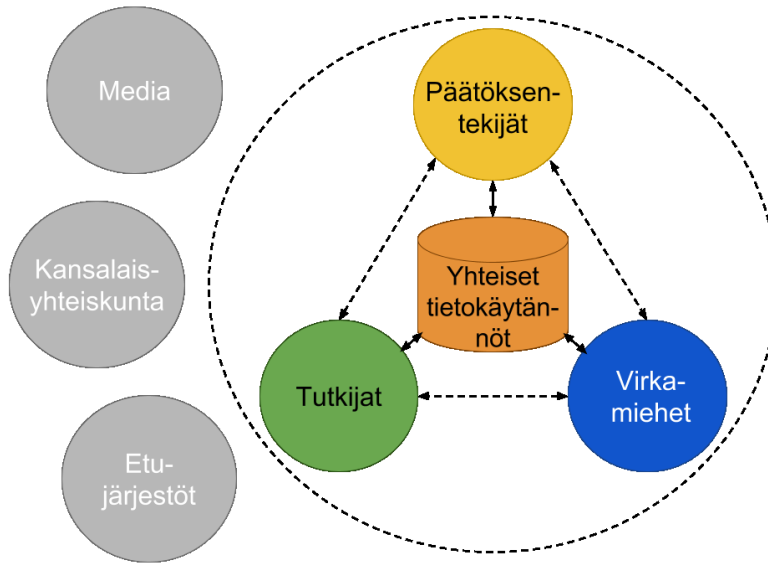 Media
Kansalais-
yhteiskunta
Etu-
järjestöt
Päätöksen-
tekijät
Yhteiset
tietokäytän-
nöt
Tutkijat
Virka-
miehet